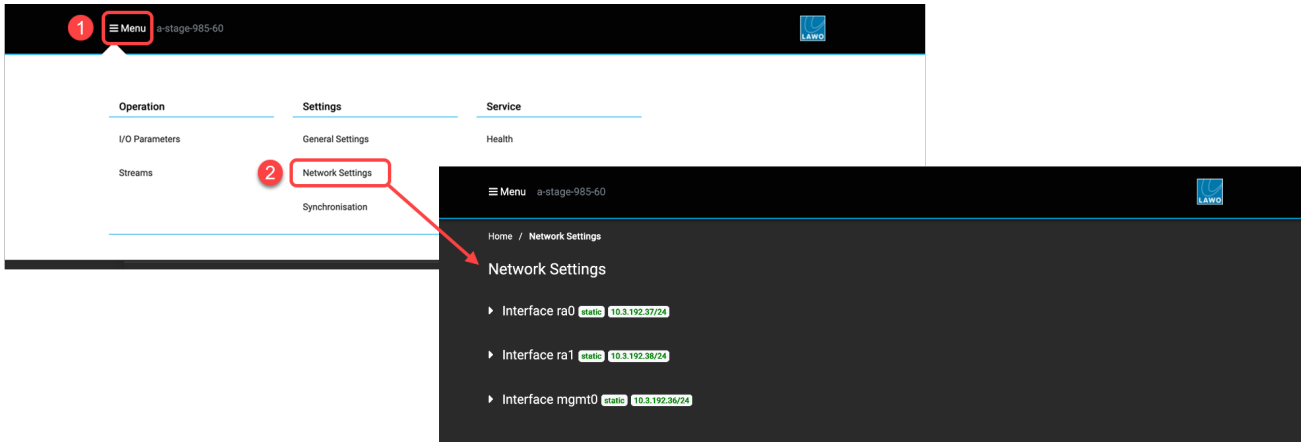 1 Menu a-stage-985-60 LAWO
Operation Settings Service
I/O Parameters General Settings Health
Streams 2 Network Settings
Synchronisation
Menu a-stage-985-60 LAWO
Home / Network Settings
Network Settings
Interface ra0 static 10.3.192.37/24
Interface ra1 static 10.3.192.38/24
Interface mgmt0 static 10.3.192.36/24